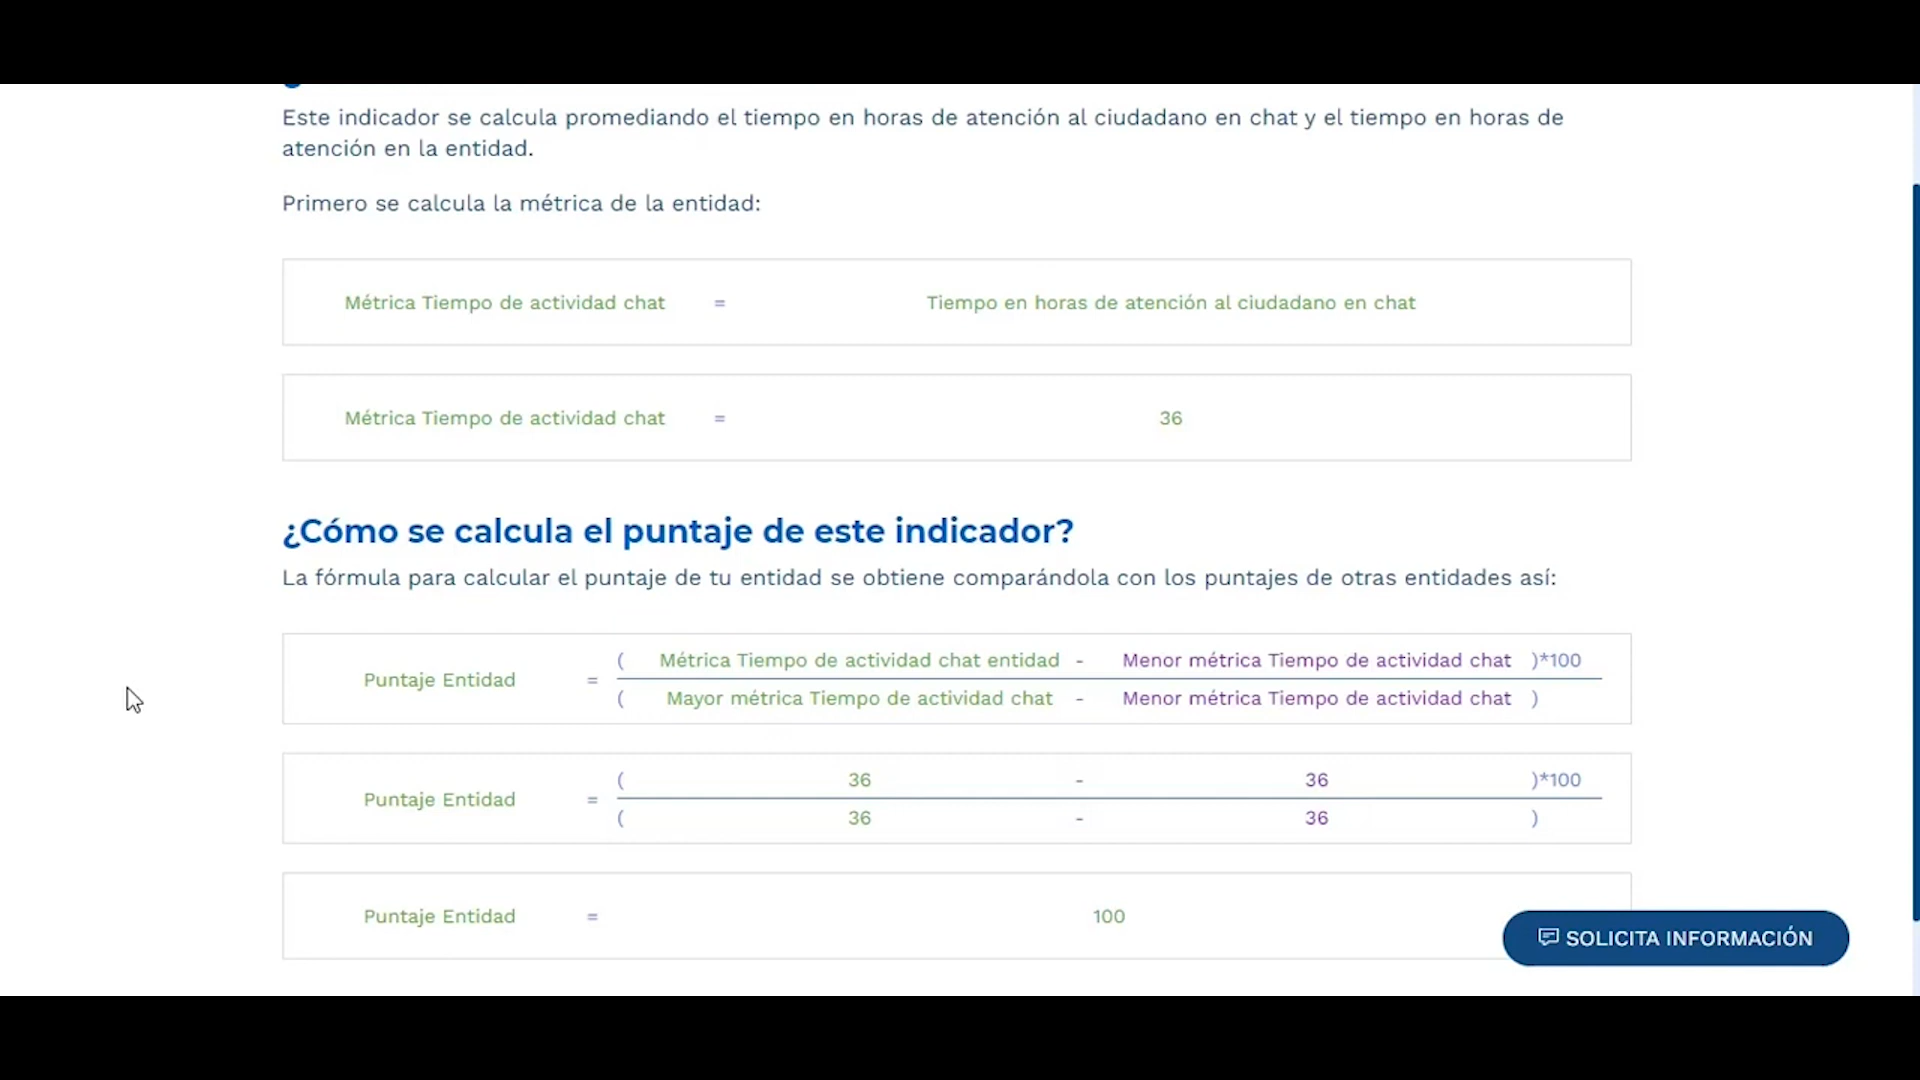 Este indicador se calcula promediando el tiempo en horas de atención al ciudadano en chat y el tiempo en horas de
atención en la entidad.
Primero se calcula la métrica de la entidad:
Métrica Tiempo de actividad chat = Tiempo en horas de atención al ciudadano en chat
Métrica Tiempo de actividad chat = 36
¿Cómo se calcula el puntaje de este indicador?
La fórmula para calcular el puntaje de tu entidad se obtiene comparándola con los puntajes de otras entidades así:
( Métrica Tiempo de actividad chat entidad - Menor métrica Tiempo de actividad chat )*100
Puntaje Entidad =
( Mayor métrica Tiempo de actividad chat - Menor métrica Tiempo de actividad chat )
( 36 - 36 )*100
Puntaje Entidad =
( 36 - 36 )
Puntaje Entidad = 100
SOLICITA INFORMACIÓN